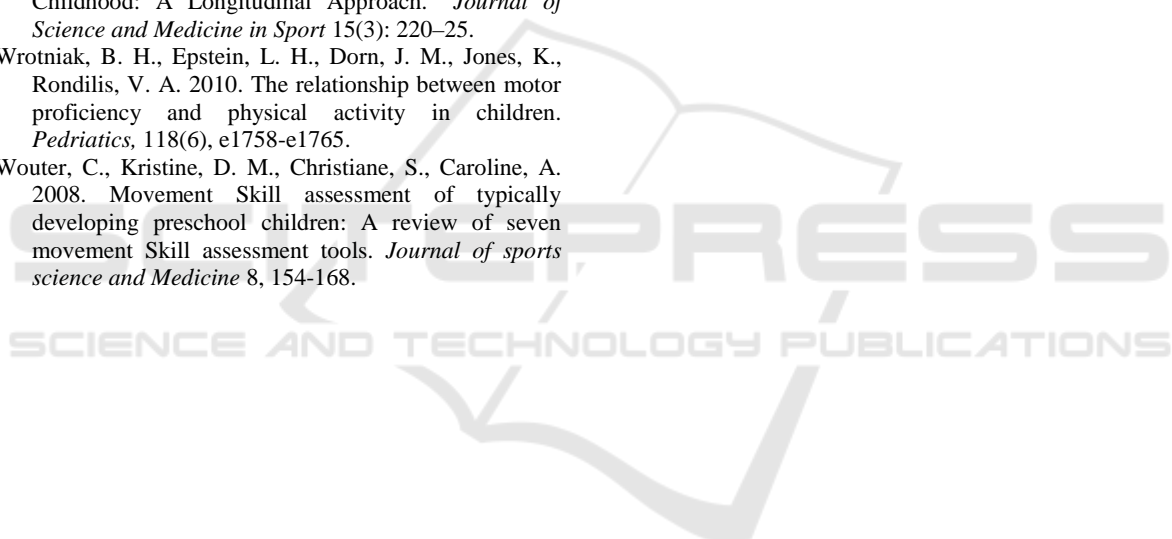 Childhood: A Longitudinal Approach." Journal of
Science and Medicine in Sport 15(3): 220–25.
Wrotniak, B. H., Epstein, L. H., Dorn, J. M., Jones, K.,
Rondilis, V. A. 2010. The relationship between motor
proficiency and physical activity in children.
Pedriatics, 118(6), e1758-e1765.
Wouter, C., Kristine, D. M., Christiane, S., Caroline, A.
2008. Movement Skill assessment of typically
developing preschool children: A review of seven
movement Skill assessment tools. Journal of sports
science and Medicine 8, 154-168.
SCITEPRESS
SCIENCE AND TECHNOLOGY PUBLICATIONS